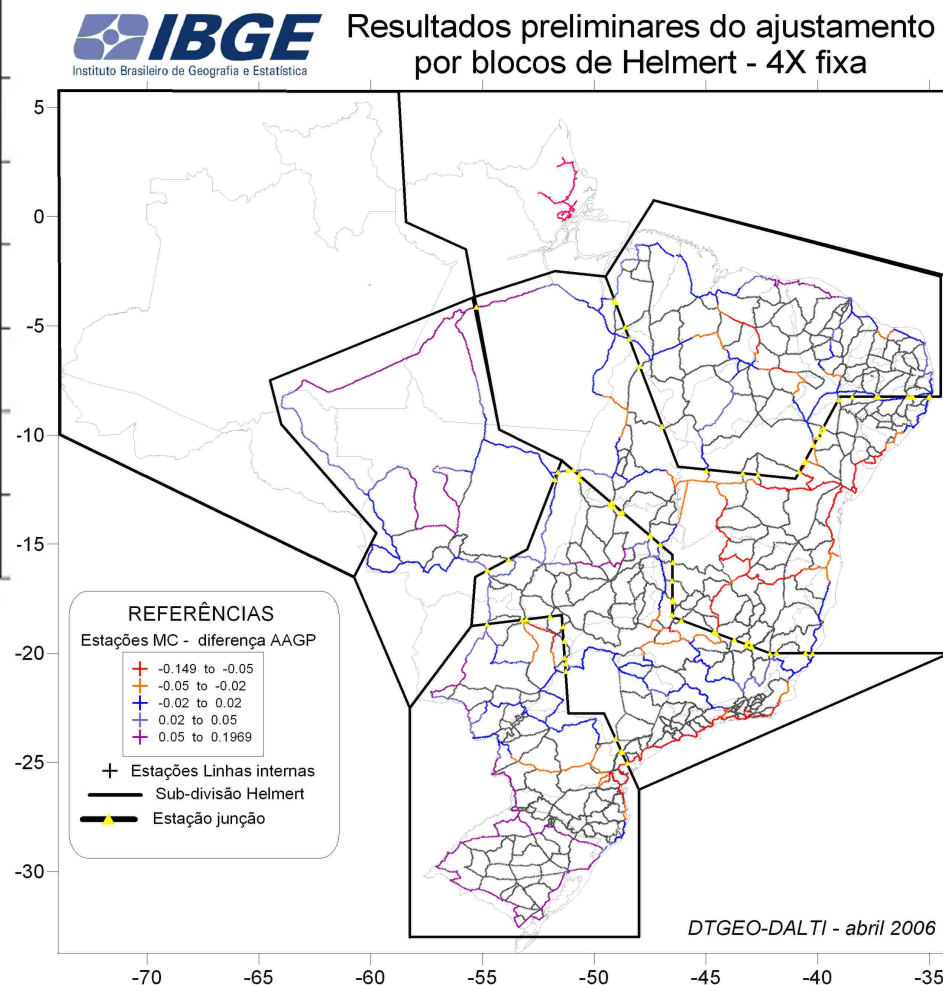 IBGE
Instituto Brasileiro de Geografia e Estatística
Resultados preliminares do ajustamento
por blocos de Helmert - 4X fixa
5
0
-5
-10
-15
-20
-25
-30
REFERÊNCIAS
Estações MC - diferença AAGP
-0.149 to -0.05
-0.05 to -0.02
-0.02 to 0.02
0.02 to 0.05
0.05 to 0.1969
Estações Linhas internas
Sub-divisão Helmert
Estação junção
DTGEO-DALTI - abril 2006
-70 -65 -60 -55 -50 -45 -40 -35